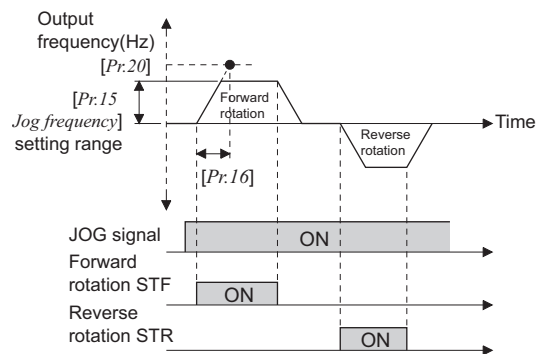 Output
frequency(Hz)
[Pr.20]
[Pr.15
Jog frequency]
setting range
Forward
rotation
Reverse
rotation
Time
[Pr.16]
JOG signal
ON
Forward
rotation STF
ON
Reverse
rotation STR
ON